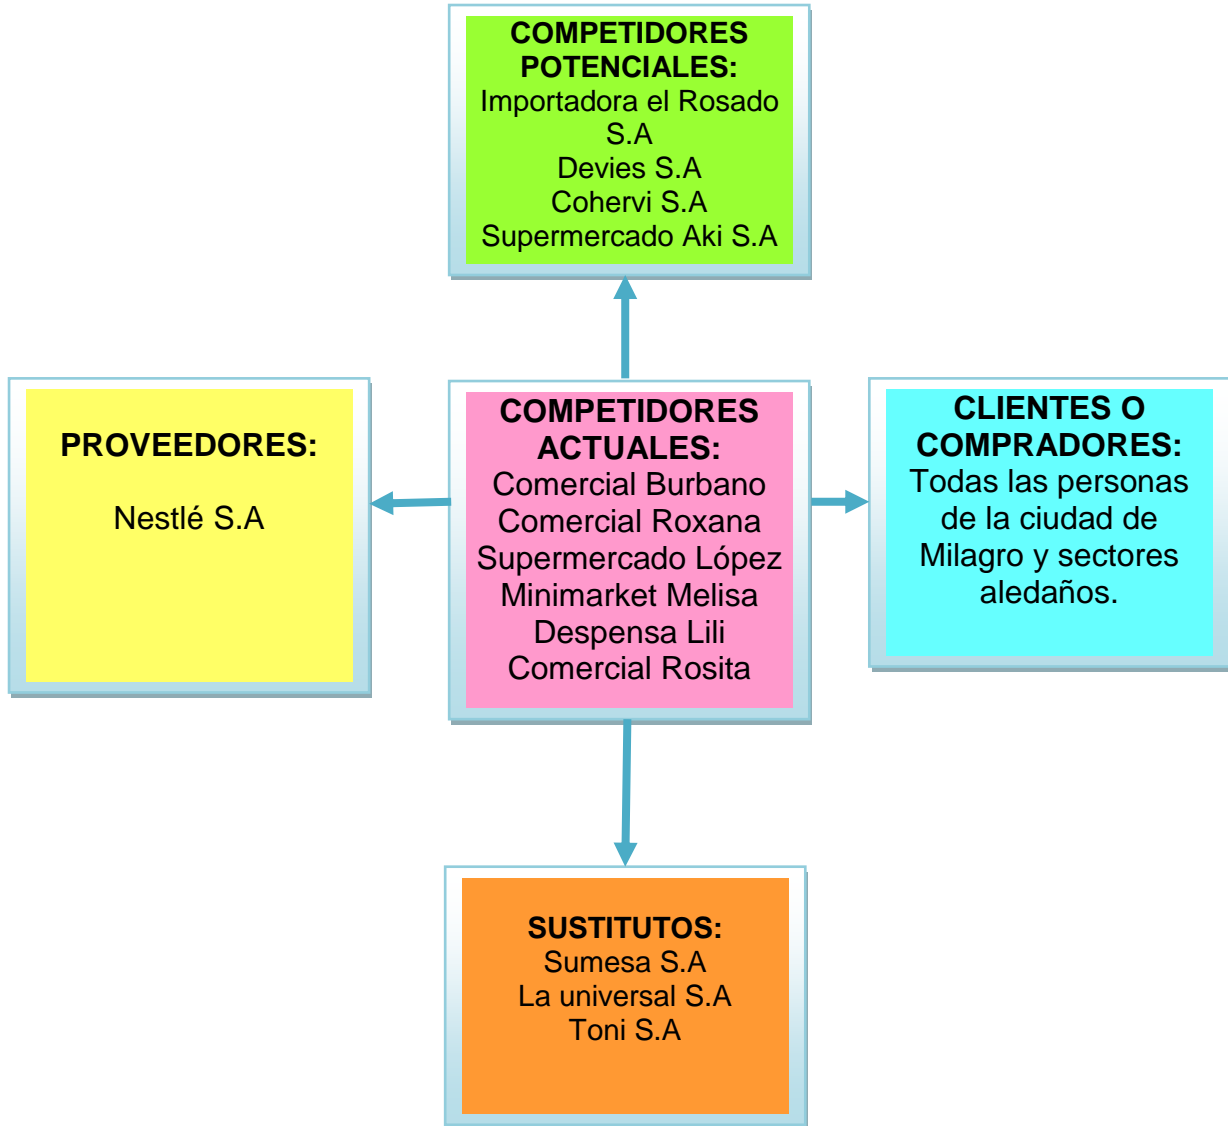 COMPETIDORES
POTENCIALES:
Importadora el Rosado
S.A
Devies S.A
Cohervi S.A
Supermercado Aki S.A
PROVEEDORES:
Nestlé S.A
COMPETIDORES
ACTUALES:
Comercial Burbano
Comercial Roxana
Supermercado López
Minimarket Melisa
Despensa Lili
Comercial Rosita
CLIENTES O
COMPRADORES:
Todas las personas
de la ciudad de
Milagro y sectores
aledaños.
SUSTITUTOS:
Sumesa S.A
La universal S.A
Toni S.A